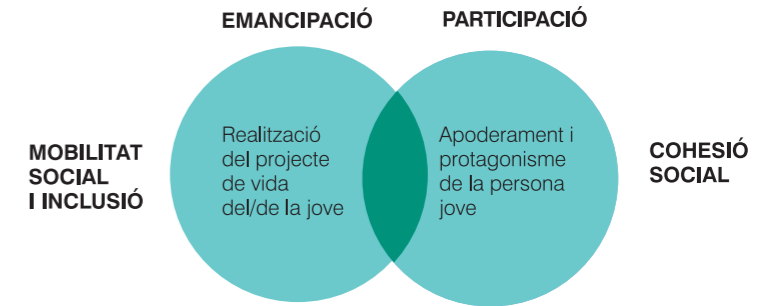 EMANCIPACIÓ
PARTICIPACIÓ
MOBILITAT
SOCIAL
I INCLUSIÓ
Realització
del projecte
de vida
del/de la jove
Apoderament i
protagonisme
de la persona
jove
COHESIÓ
SOCIAL